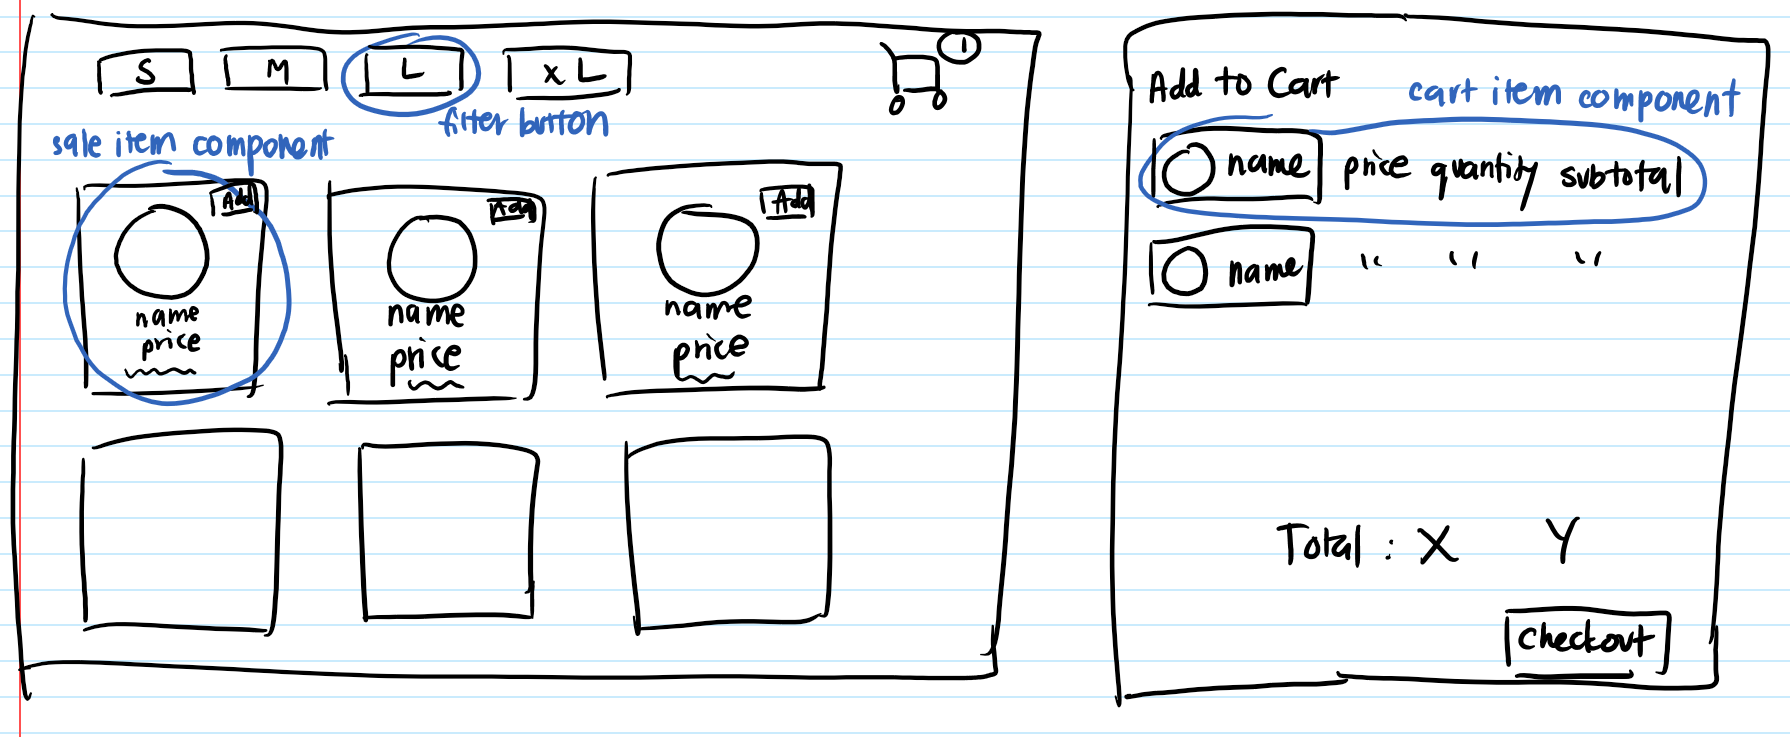 S M L XL 1
filter button
sale item component
Add Add Add
name name name
price price price
Add to Cart
cart item component
name price quantity subtotal
name " " "
Total : X Y
checkout